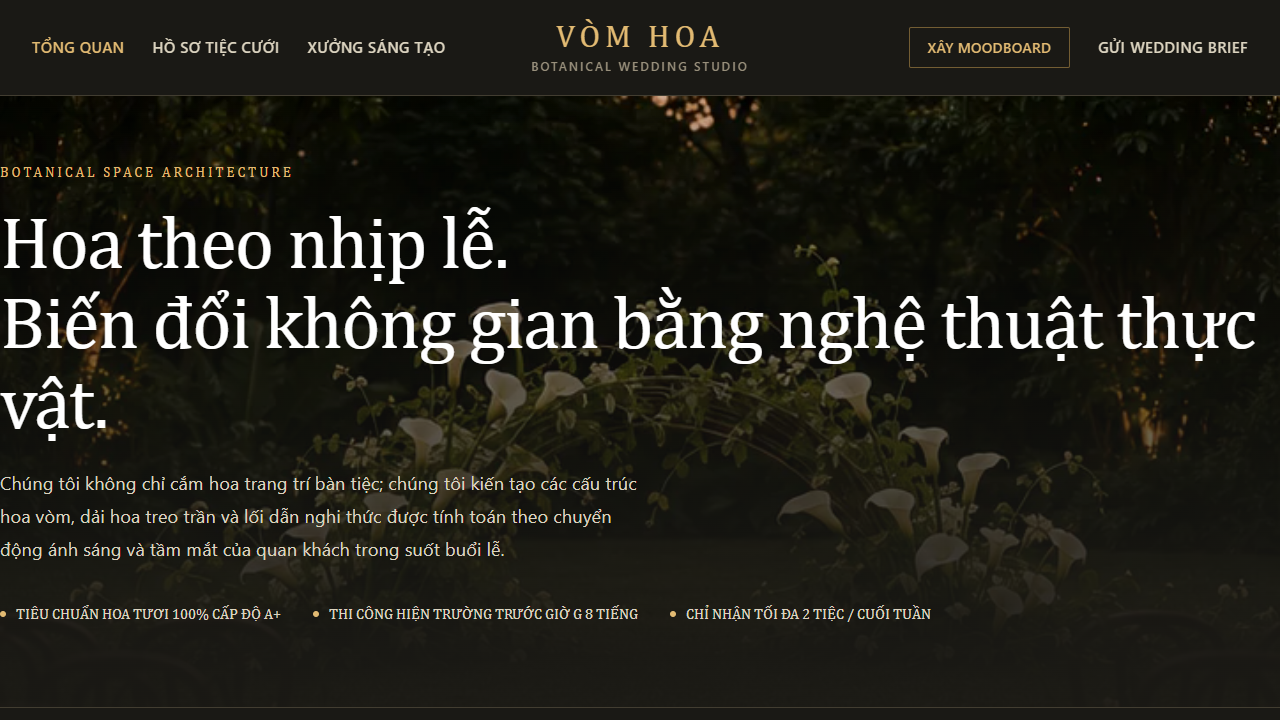 TỔNG QUAN
HỒ SƠ TIỆC CƯỚI
XƯỞNG SÁNG TẠO
VÒM HOA
BOTANICAL WEDDING STUDIO
XÂY MOODBOARD
GỬI WEDDING BRIEF
BOTANICAL SPACE ARCHITECTURE
Hoa theo nhịp lễ.
Biến đổi không gian bằng nghệ thuật thực
vật.
Chúng tôi không chỉ cắm hoa trang trí bàn tiệc; chúng tôi kiến tạo các cấu trúc
hoa vòm, dải hoa treo trần và lối dẫn nghi thức được tính toán theo chuyển
động ánh sáng và tầm mắt của quan khách trong suốt buổi lễ.
TIÊU CHUẨN HOA TƯƠI 100% CẤP ĐỘ A+
THI CÔNG HIỆN TRƯỜNG TRƯỚC GIỜ G 8 TIẾNG
CHỈ NHẬN TỐI ĐA 2 TIỆC / CUỐI TUẦN